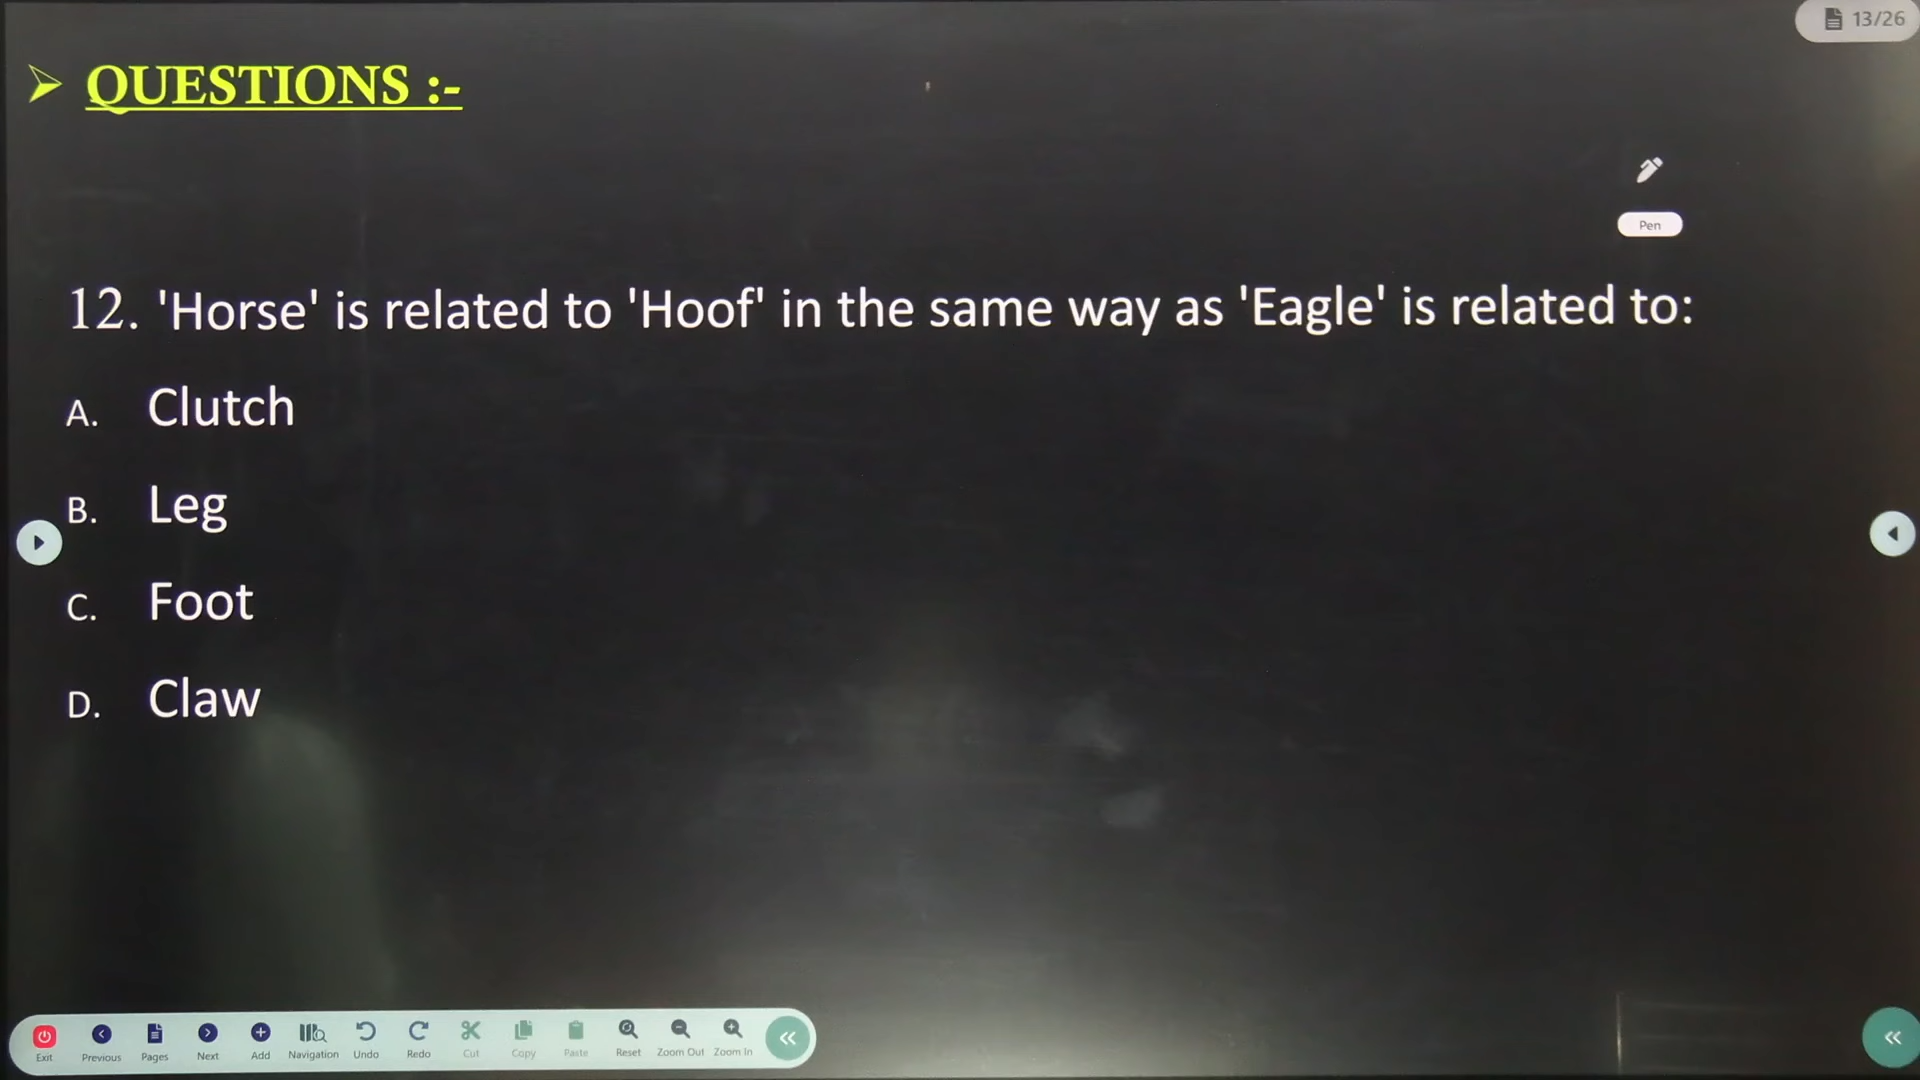 13/26
QUESTIONS :-
Pen
12. 'Horse' is related to 'Hoof' in the same way as 'Eagle' is related to:
A. Clutch
B. Leg
C. Foot
D. Claw
Exit Previous Pages Next Add Navigation Undo Redo Cut Copy Paste Reset Zoom Out Zoom In